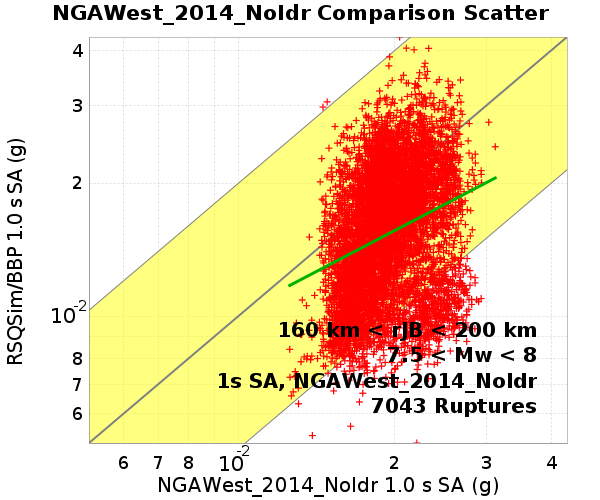 NGAWest_2014_NoIdr Comparison Scatter
4
3
2
10-2
8
7
6
RSQSim/BBP 1.0 s SA (g)
160 km < rJB < 200 km
7.5 < Mw < 8
1s SA, NGAWest_2014_NoIdr
7043 Ruptures
6 7 8 10-2 2 3 4
NGAWest_2014_NoIdr 1.0 s SA (g)